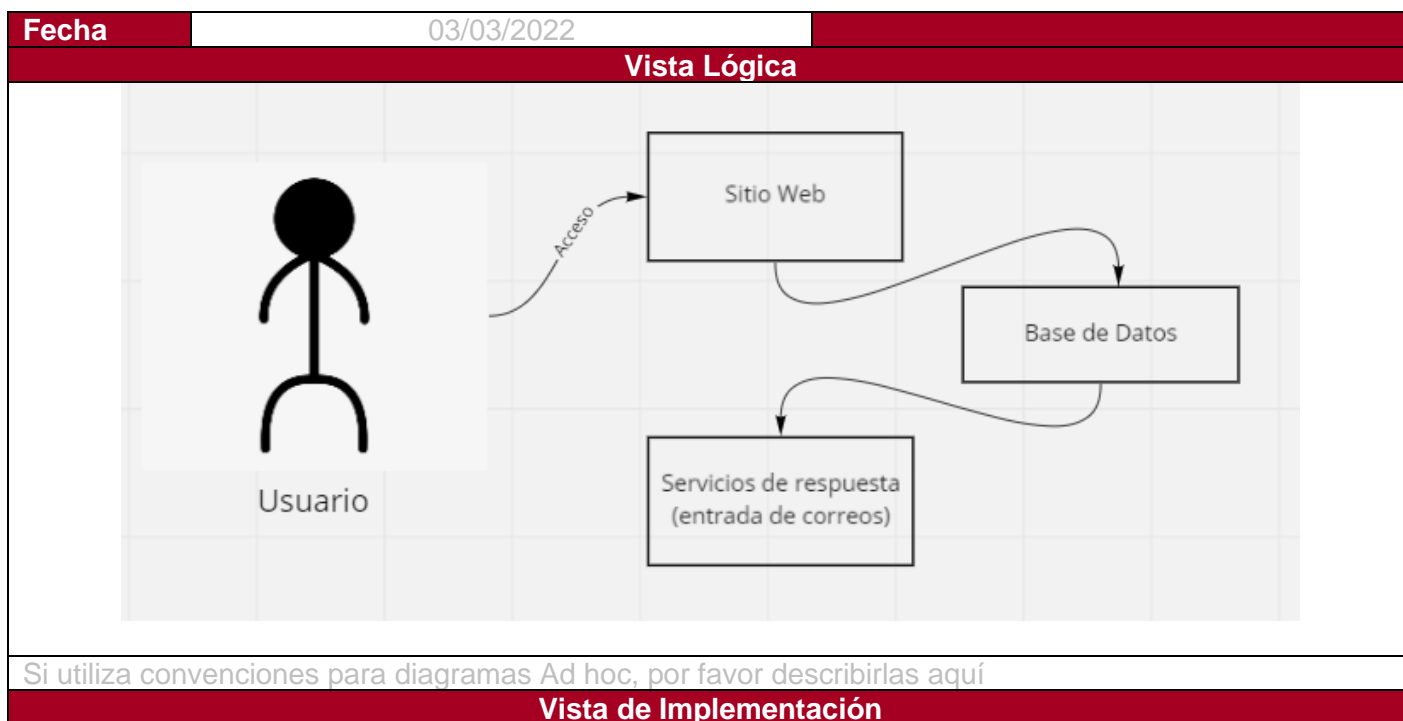 Fecha 03/03/2022
Vista Lógica
Sitio Web
Acceso
Base de Datos
Servicios de respuesta
(entrada de correos)
Usuario
Si utiliza convenciones para diagramas Ad hoc, por favor describirlas aquí
Vista de Implementación